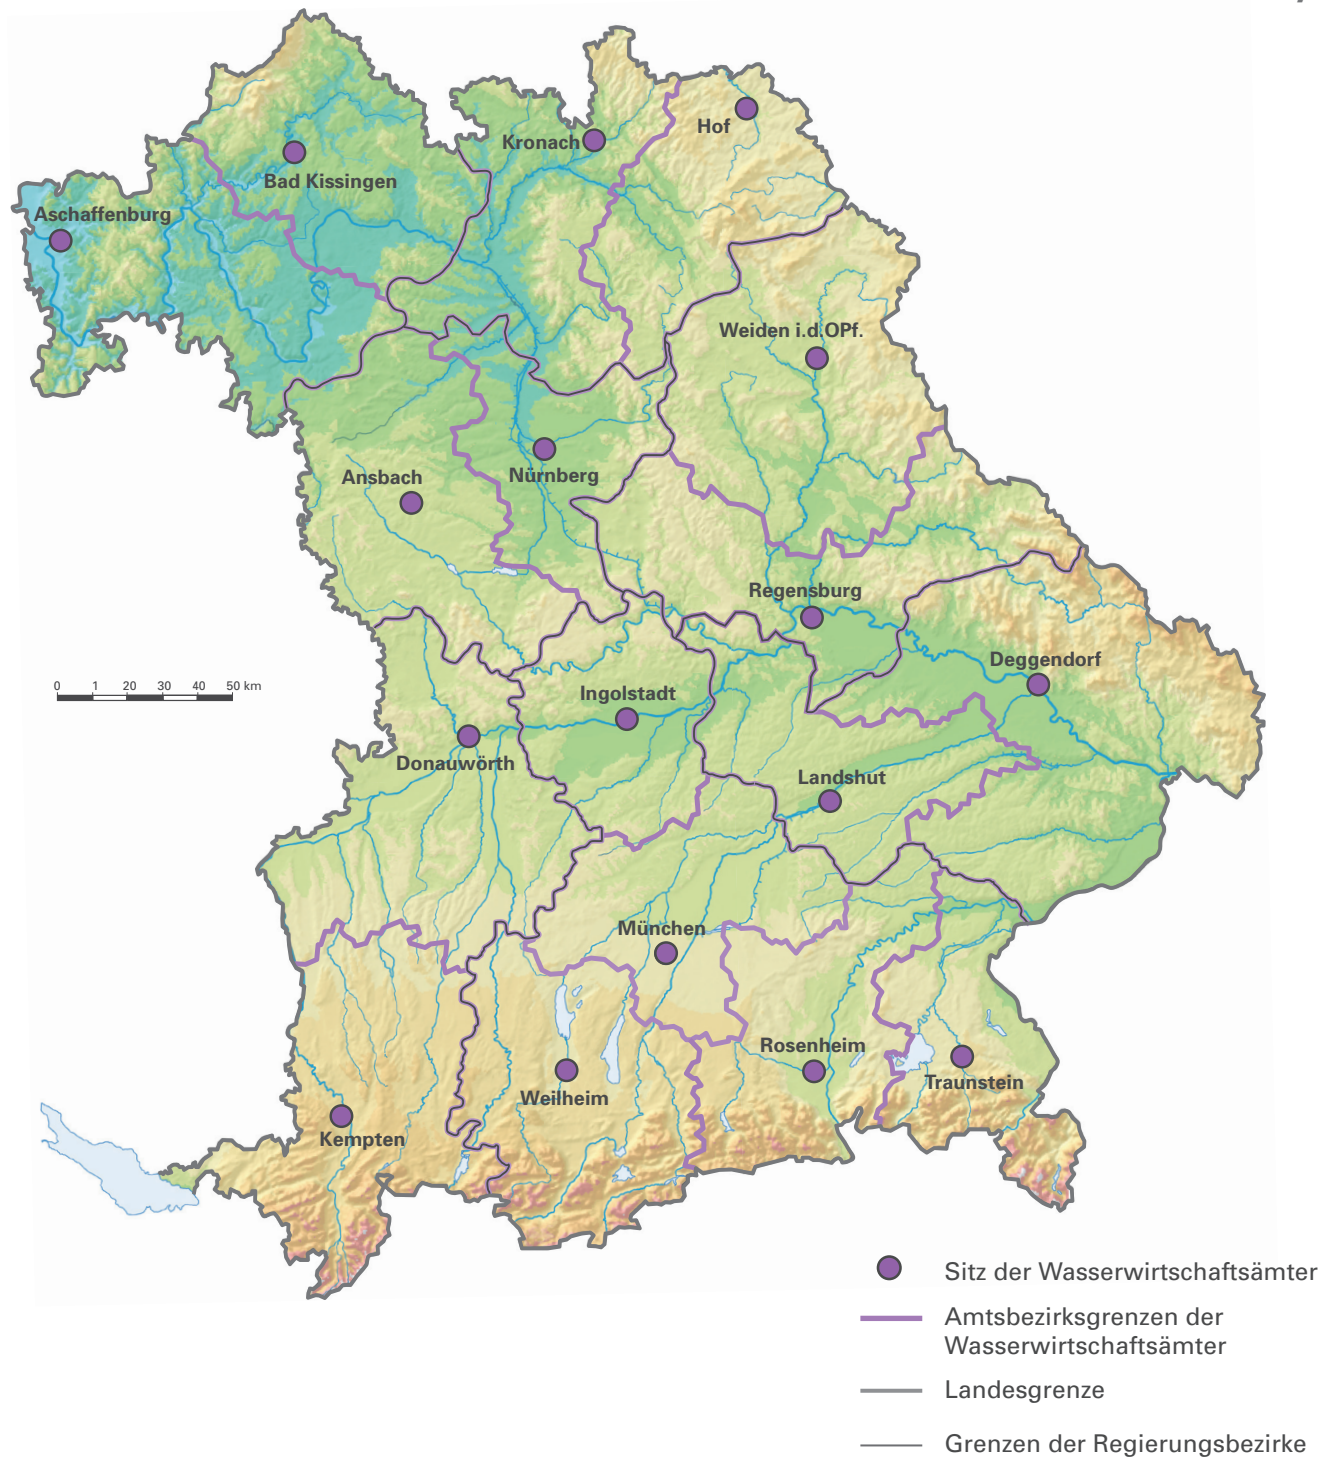 Hof
Kronach
Bad Kissingen
Aschaffenburg
Weiden i.d.OPf.
Ansbach
Nürnberg
Regensburg
Deggendorf
0 1 20 30 40 50 km
Ingolstadt
Donauwörth
Landshut
München
Rosenheim
Traunstein
Weilheim
Kempten
Sitz der Wasserwirtschaftsämter
Amtsbezirksgrenzen der
Wasserwirtschaftsämter
Landesgrenze
Grenzen der Regierungsbezirke